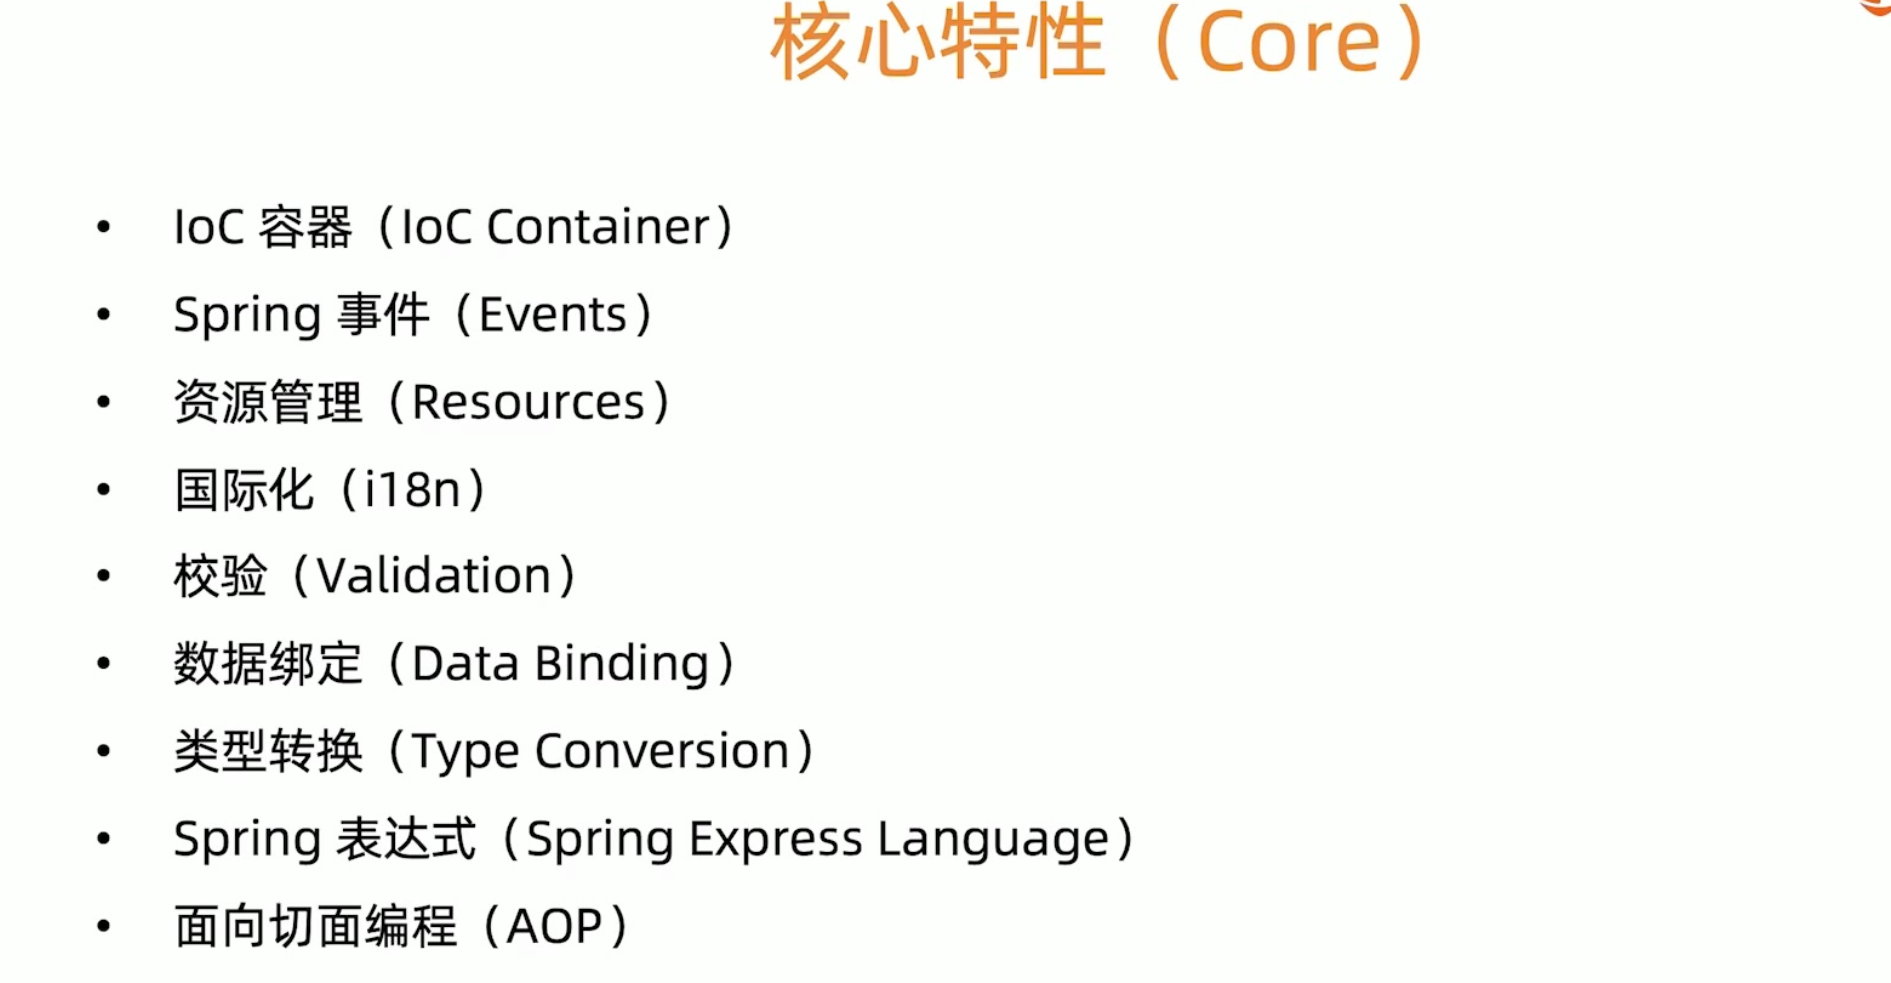 核心特性（Core）
• IoC 容器（IoC Container）
• Spring 事件（Events）
• 资源管理（Resources）
• 国际化（i18n）
• 校验（Validation）
• 数据绑定（Data Binding）
• 类型转换（Type Conversion）
• Spring 表达式（Spring Express Language）
• 面向切面编程（AOP）